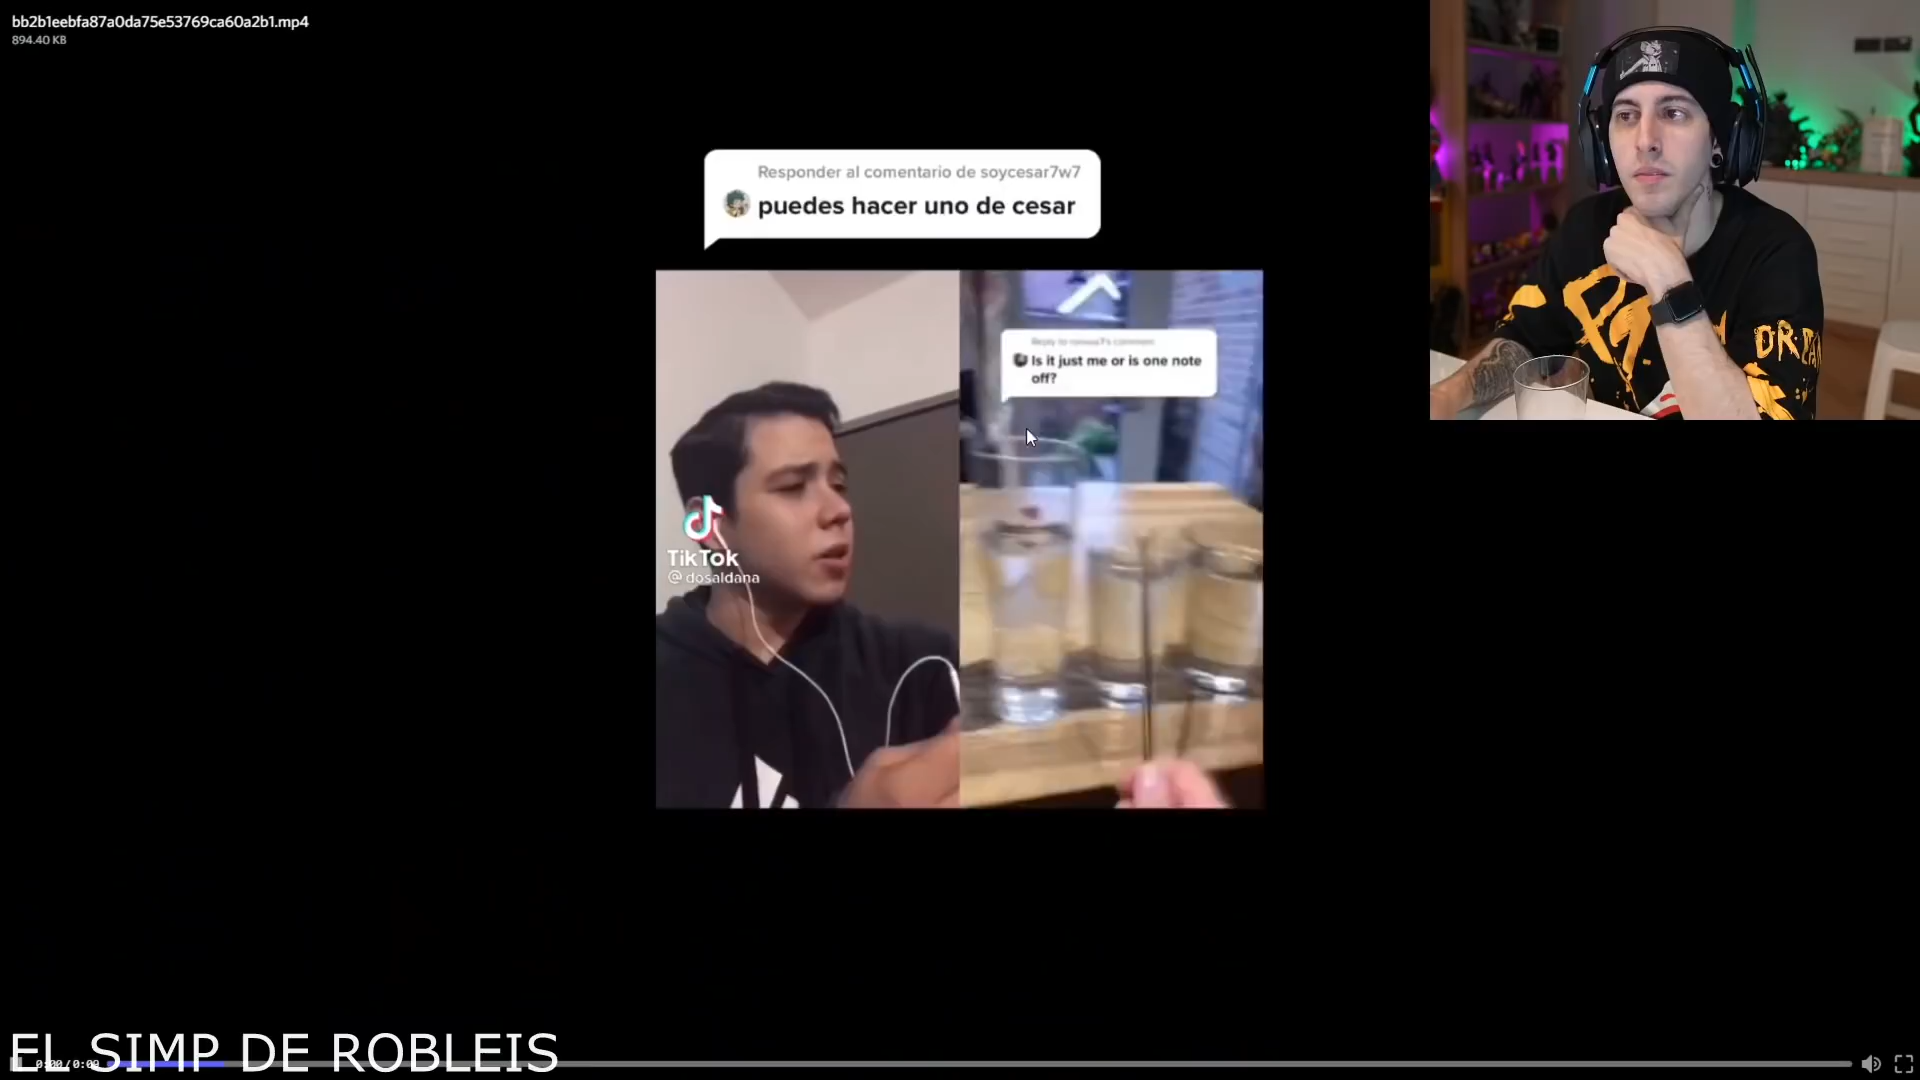 bb2b1eebfa87a0da75e53769ca60a2b1.mp4
894.40 KB
Responder al comentario de soycesar7w7
puedes hacer uno de cesar
Is it just me or is one note
off?
TikTok
@dosaldana
EL SIMP DE ROBLEIS